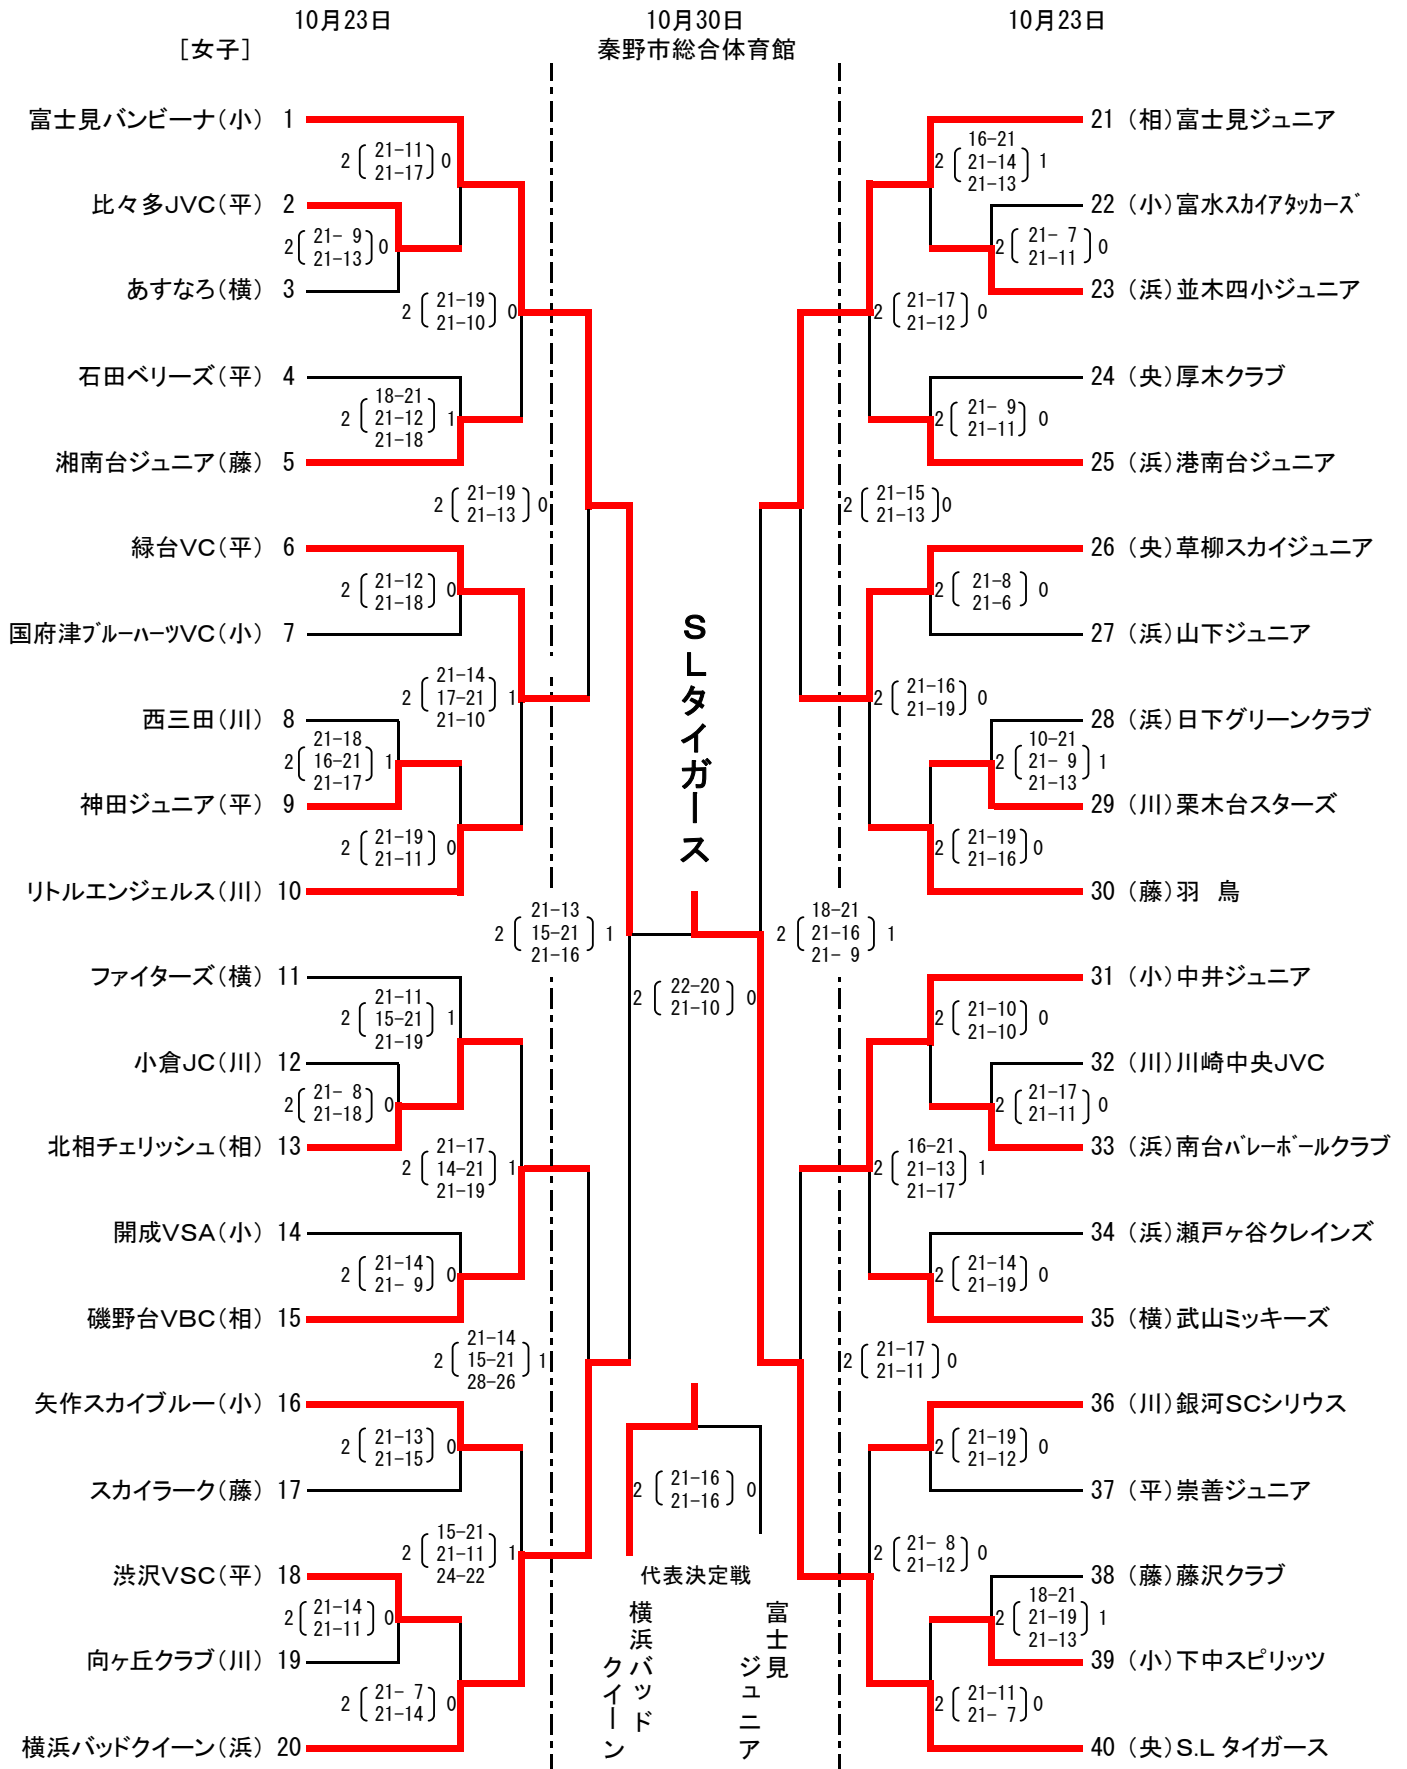 10月23日
10月30日
10月23日
［女子］
秦野市総合体育館
富士見バンビーナ（小） 1
2 21-11 0
21-17
比々多JVC（平） 2
2 21- 9 0
21-13
あすなろ（横） 3
2 21-19 0
21-10
石田ベリーズ（平） 4
18-21
2 21-12 1
21-18
湘南台ジュニア（藤） 5
2 21-19 0
21-13
緑台VC（平） 6
2 21-12 0
21-18
国府津ブルーハーツVC（小） 7
21-14
2 17-21 1
21-10
西三田（川） 8
21-18
2 16-21 1
21-17
神田ジュニア（平） 9
2 21-19 0
21-11
リトルエンジェルス（川） 10
21-13
2 15-21 1
21-16
ファイターズ（横） 11
21-11
2 15-21 1
21-19
小倉JC（川） 12
2 21- 8 0
21-18
北相チェリッシュ（相） 13
21-17
2 14-21 1
21-19
開成VSA（小） 14
2 21-14 0
21- 9
磯野台VBC（相） 15
21-14
2 15-21 1
28-26
矢作スカイブルー（小） 16
2 21-13 0
21-15
スカイラーク（藤） 17
15-21
2 21-11 1
24-22
渋沢VSC（平） 18
2 21-14 0
21-11
向ヶ丘クラブ（川） 19
2 21- 7 0
21-14
横浜バッドクイーン（浜） 20
SLタイガース
2 22-20 0
21-10
2 21-16 0
21-16
代表決定戦
横浜バッド
クイーン
富士見
ジュニア
21 （相）富士見ジュニア
16-21
2 21-14 1
21-13
22 （小）富水ｽｶｲｱﾀｯｶｰｽﾞ
2 21- 7 0
21-11
23 （浜）並木四小ジュニア
2 21-17 0
21-12
24 （央）厚木クラブ
2 21- 9 0
21-11
25 （浜）港南台ジュニア
2 21-15 0
21-13
26 （央）草柳スカイジュニア
2 21-8 0
21-6
27 （浜）山下ジュニア
2 21-16 0
21-19
28 （浜）日下グリーンクラブ
10-21
2 21- 9 1
21-13
29 （川）栗木台スターズ
2 21-19 0
21-16
30 （藤）羽　鳥
18-21
2 21-16 1
21- 9
31 （小）中井ジュニア
2 21-10 0
21-10
32 （川）川崎中央JVC
2 21-17 0
21-11
33 （浜）南台ﾊﾞﾚｰﾎﾞｰﾙクラブ
16-21
2 21-13 1
21-17
34 （浜）瀬戸ヶ谷クレインズ
2 21-14 0
21-19
35 （横）武山ミッキーズ
2 21-17 0
21-11
36 （川）銀河SCシリウス
2 21-19 0
21-12
37 （平）崇善ジュニア
2 21- 8 0
21-12
38 （藤）藤沢クラブ
18-21
2 21-19 1
21-13
39 （小）下中スピリッツ
2 21-11 0
21- 7
40 （央）S.L タイガース